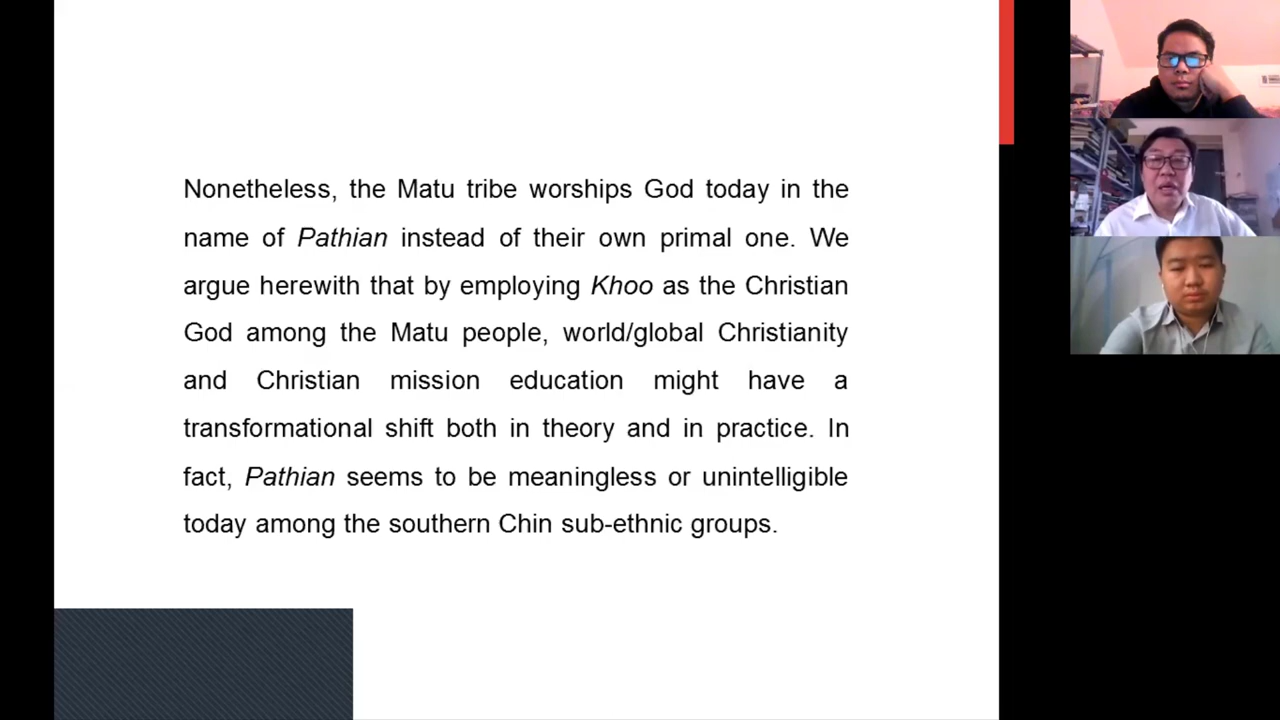 Nonetheless, the Matu tribe worships God today in the
name of Pathian instead of their own primal one. We
argue herewith that by employing Khoo as the Christian
God among the Matu people, world/global Christianity
and Christian mission education might have a
transformational shift both in theory and in practice. In
fact, Pathian seems to be meaningless or unintelligible
today among the southern Chin sub-ethnic groups.